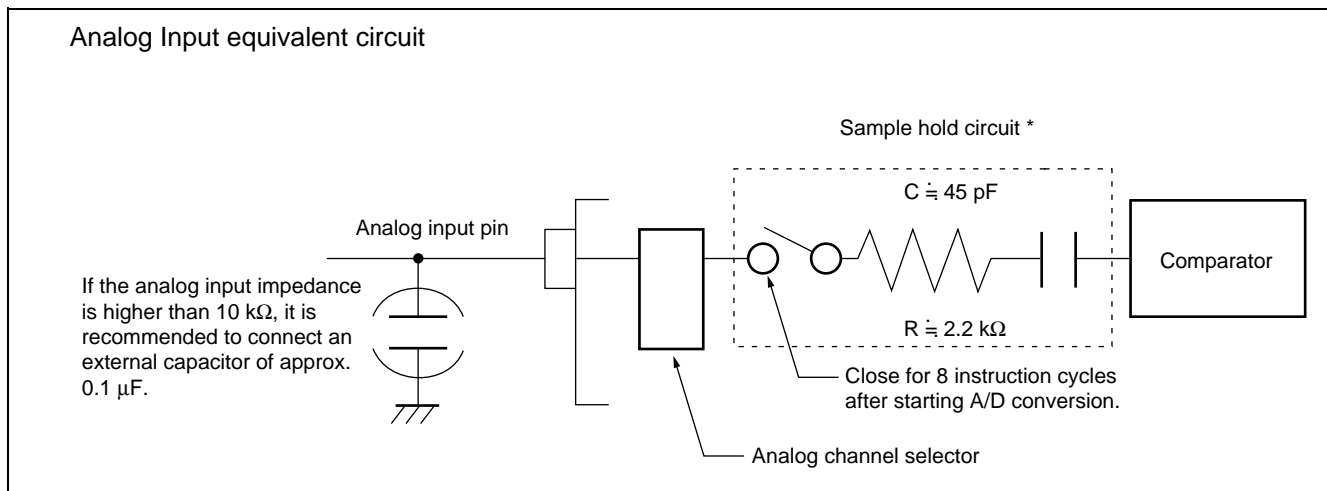 Analog Input equivalent circuit
Sample hold circuit *
C ≒ 45 pF
Analog input pin
Comparator
If the analog input impedance
is higher than 10 kΩ, it is
recommended to connect an
external capacitor of approx.
0.1 µF.
R ≒ 2.2 kΩ
Close for 8 instruction cycles
after starting A/D conversion.
Analog channel selector